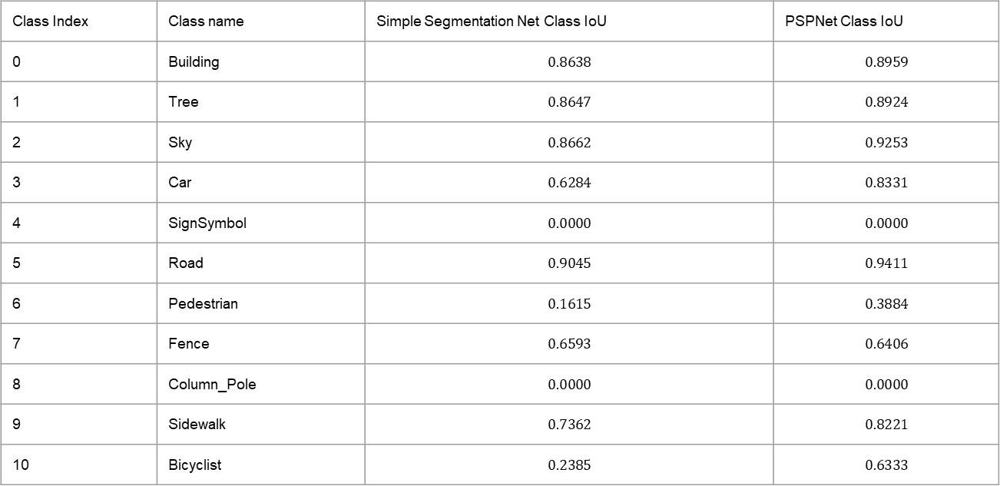 Class Index Class name Simple Segmentation Net Class IoU PSPNet Class IoU
0 Building 0.8638 0.8959
1 Tree 0.8647 0.8924
2 Sky 0.8662 0.9253
3 Car 0.6284 0.8331
4 SignSymbol 0.0000 0.0000
5 Road 0.9045 0.9411
6 Pedestrian 0.1615 0.3884
7 Fence 0.6593 0.6406
8 Column_Pole 0.0000 0.0000
9 Sidewalk 0.7362 0.8221
10 Bicyclist 0.2385 0.6333